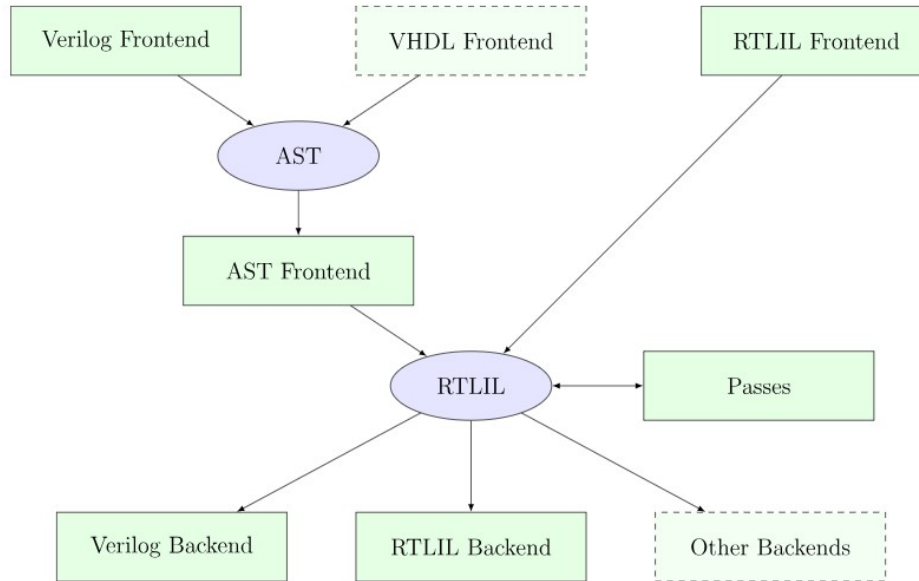 Verilog Frontend
VHDL Frontend
RTLIL Frontend
AST
AST Frontend
RTLIL
Passes
Verilog Backend
RTLIL Backend
Other Backends